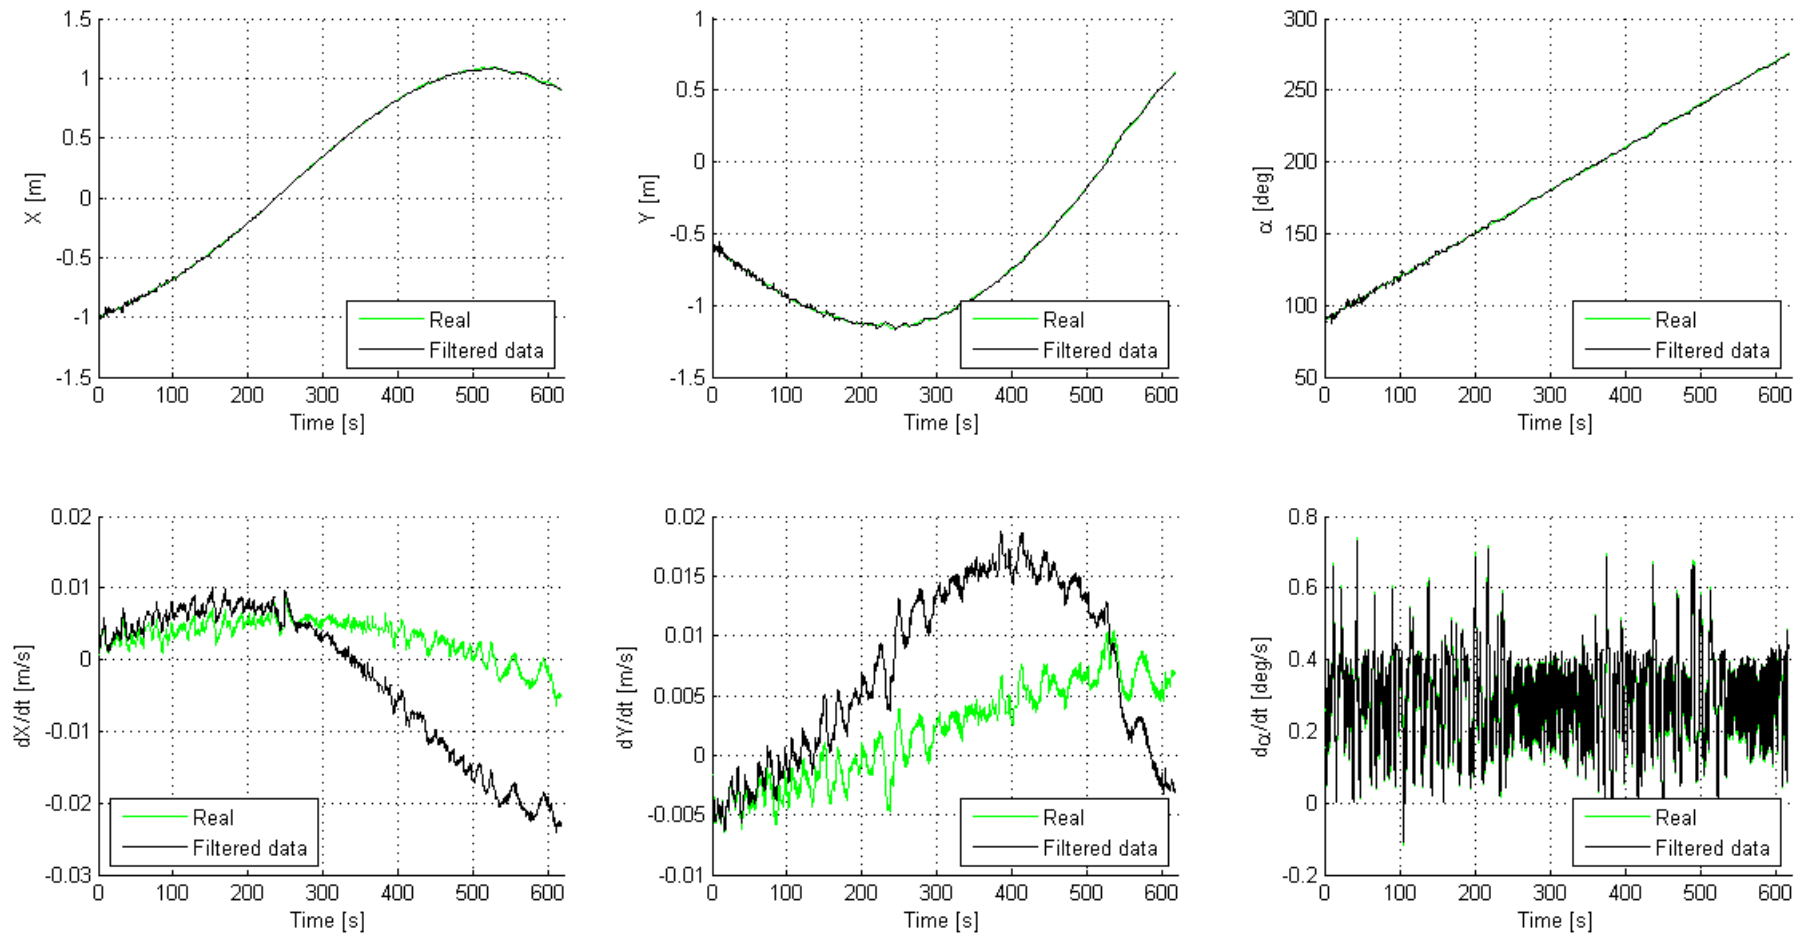 1.5
1
0.5
0
-0.5
-1
-1.5
X [m]
0 100 200 300 400 500 600
Time [s]
Real
Filtered data
1
0.5
0
-0.5
-1
-1.5
Y [m]
0 100 200 300 400 500 600
Time [s]
Real
Filtered data
300
250
200
150
100
50
α [deg]
0 100 200 300 400 500 600
Time [s]
Real
Filtered data
0.02
0.01
0
-0.01
-0.02
-0.03
dX/dt [m/s]
0 100 200 300 400 500 600
Time [s]
Real
Filtered data
0.02
0.015
0.01
0.005
0
-0.005
-0.01
dY/dt [m/s]
0 100 200 300 400 500 600
Time [s]
Real
Filtered data
0.8
0.6
0.4
0.2
0
-0.2
dα/dt [deg/s]
0 100 200 300 400 500 600
Time [s]
Real
Filtered data